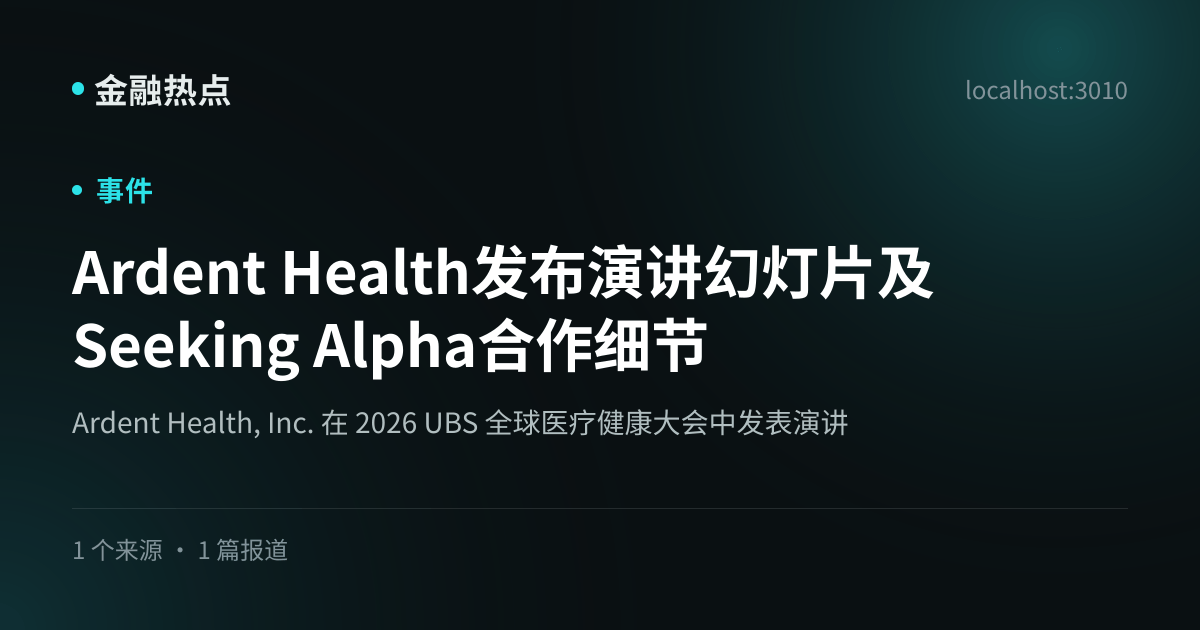 金融热点
localhost:3010
事件
Ardent Health发布演讲幻灯片及
Seeking Alpha合作细节
Ardent Health, Inc. 在 2026 UBS 全球医疗健康大会中发表演讲
1 个来源 · 1 篇报道